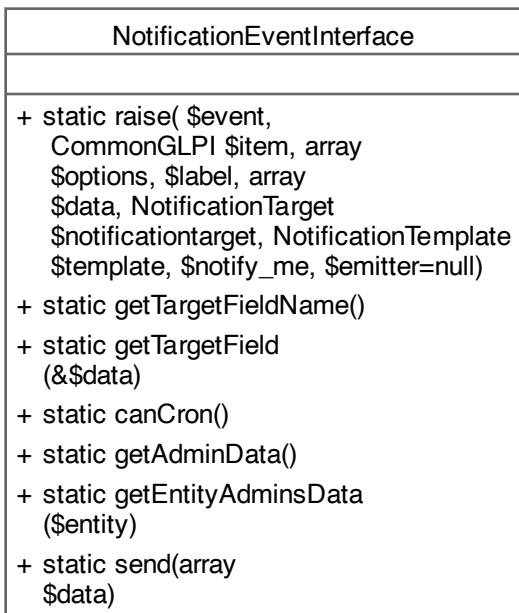 NotificationEventInterface
+ static raise( $event,
CommonGLPI $item, array
$options, $label, array
$data, NotificationTarget
$notificationtarget, NotificationTemplate
$template, $notify_me, $emitter=null)
+ static getTargetFieldName()
+ static getTargetField
(&$data)
+ static canCron()
+ static getAdminData()
+ static getEntityAdminsData
($entity)
+ static send(array
$data)